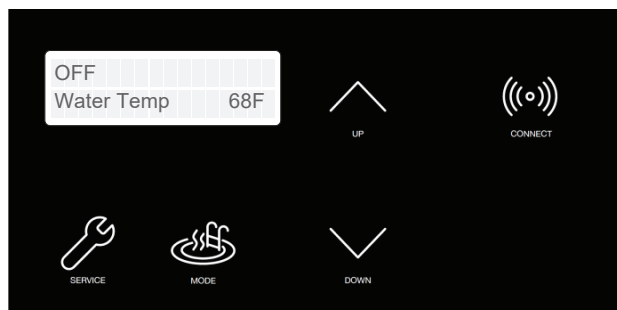 OFF
Water Temp 68F
UP
CONNECT
SERVICE
MODE
DOWN